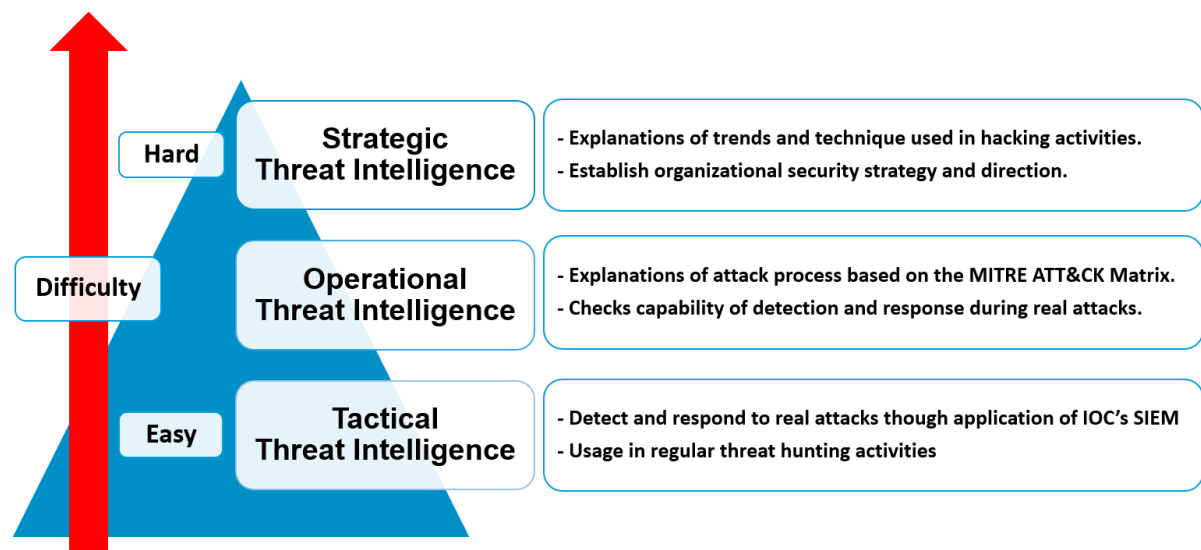 Hard
Strategic
Threat Intelligence
- Explanations of trends and technique used in hacking activities.
- Establish organizational security strategy and direction.
Difficulty
Operational
Threat Intelligence
- Explanations of attack process based on the MITRE ATT&CK Matrix.
- Checks capability of detection and response during real attacks.
Easy
Tactical
Threat Intelligence
- Detect and respond to real attacks though application of IOC's SIEM
- Usage in regular threat hunting activities